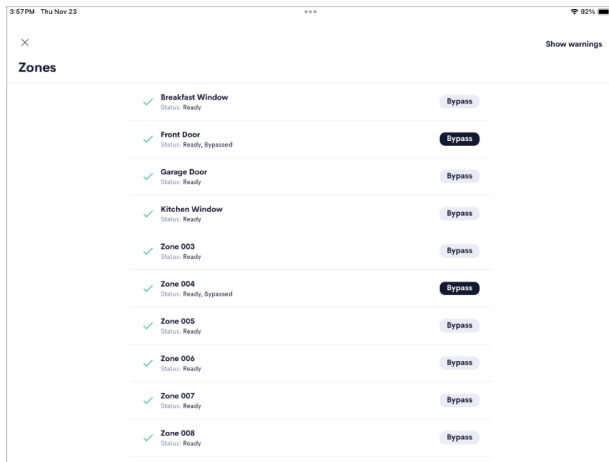 3:57 PM Thu Nov 23
92%
Show warnings
Zones
Breakfast Window
Status: Ready
Bypass
Front Door
Status: Ready, Bypassed
Bypass
Garage Door
Status: Ready
Bypass
Kitchen Window
Status: Ready
Bypass
Zone 003
Status: Ready
Bypass
Zone 004
Status: Ready, Bypassed
Bypass
Zone 005
Status: Ready
Bypass
Zone 006
Status: Ready
Bypass
Zone 007
Status: Ready
Bypass
Zone 008
Status: Ready
Bypass